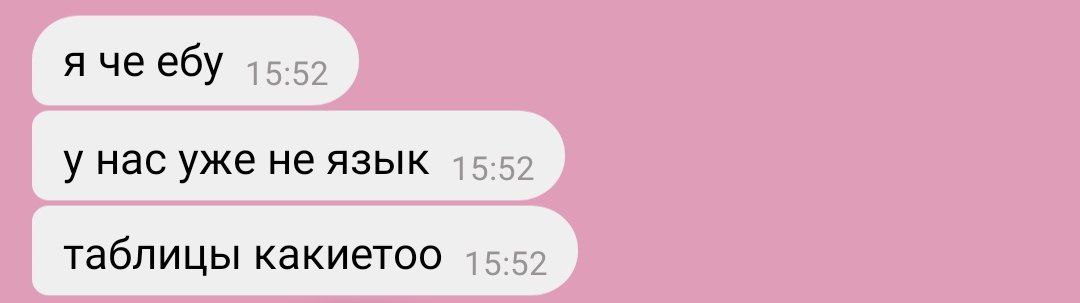 я че ебу 15:52
у нас уже не язык 15:52
таблицы какиетоо 15:52